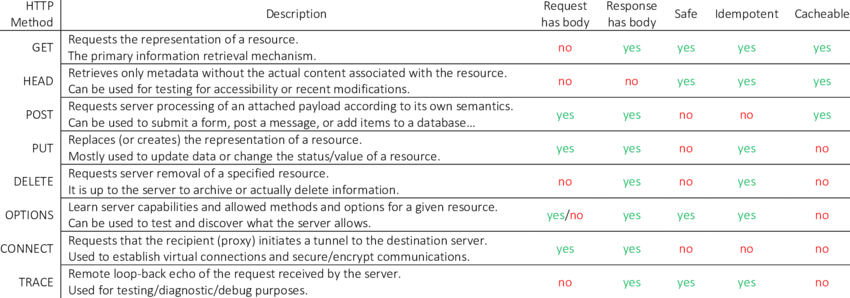 HTTP Method Description Request has body Response has body Safe Idempotent Cacheable
GET Requests the representation of a resource. no yes yes yes yes
The primary information retrieval mechanism.
HEAD Retrieves only metadata without the actual content associated with the resource. no no yes yes yes
Can be used for testing for accessibility or recent modifications.
POST Requests server processing of an attached payload according to its own semantics. yes yes no no yes
Can be used to submit a form, post a message, or add items to a database...
PUT Replaces (or creates) the representation of a resource. yes yes no yes no
Mostly used to update data or change the status/value of a resource.
DELETE Requests server removal of a specified resource. no yes no yes no
It is up to the server to archive or actually delete information.
OPTIONS Learn server capabilities and allowed methods and options for a given resource. yes/no yes yes yes no
Can be used to test and discover what the server allows.
CONNECT Requests that the recipient (proxy) initiates a tunnel to the destination server. yes yes no no no
Used to establish virtual connections and secure/encrypt communications.
TRACE Remote loop-back echo of the request received by the server. no yes yes yes no
Used for testing/diagnostic/debug purposes.